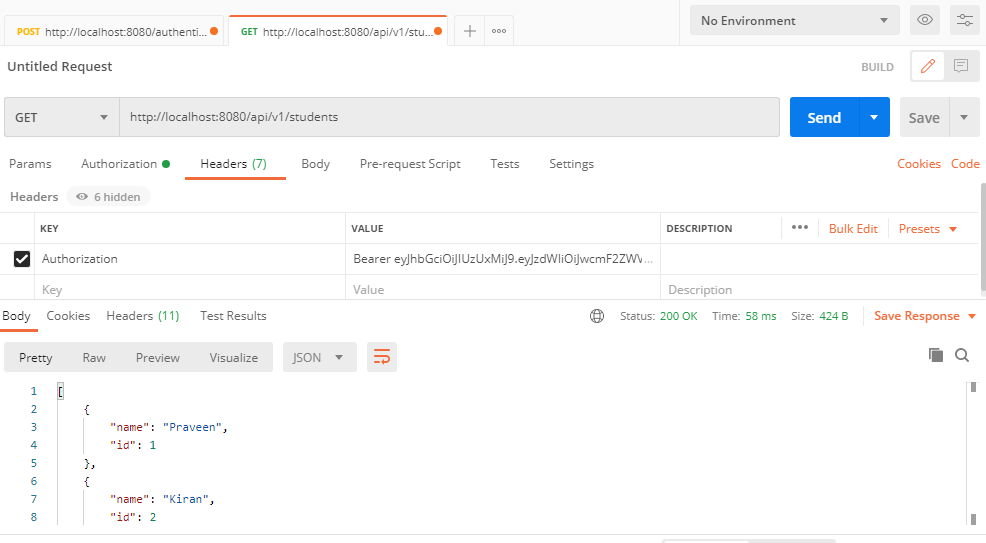 POST http://localhost:8080/authenti... GET http://localhost:8080/api/v1/stu... No Environment
Untitled Request BUILD
GET http://localhost:8080/api/v1/students Send Save
Params Authorization Headers (7) Body Pre-request Script Tests Settings Cookies Code
Headers 6 hidden
KEY VALUE DESCRIPTION ••• Bulk Edit Presets
Authorization Bearer eyJhbGciOiJIUzUxMiJ9.eyJzdWIiOiJwcmF2ZWV...
Key Value Description
Body Cookies Headers (11) Test Results Status: 200 OK Time: 58 ms Size: 424 B Save Response
Pretty Raw Preview Visualize JSON
1 [
2 {
3 "name": "Praveen",
4 "id": 1
5 },
6 {
7 "name": "Kiran",
8 "id": 2